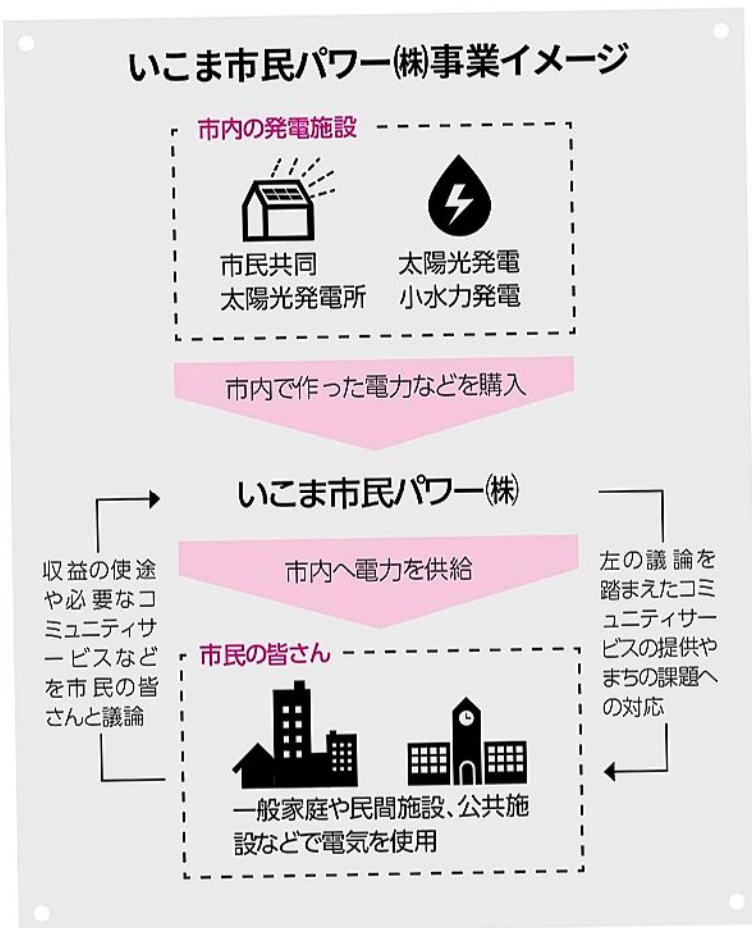 いこま市民パワー㈱事業イメージ
市内の発電施設
市民共同
太陽光発電所
太陽光発電
小水力発電
市内で作った電力などを購入
いこま市民パワー㈱
市内へ電力を供給
収益の使途
や必要なコ
ミュニティサ
ービスなど
を市民の皆
さんと議論
左の議論を
踏まえたコミ
ュニティサー
ビスの提供や
まちの課題へ
の対応
市民の皆さん
一般家庭や民間施設、公共施
設などで電気を使用